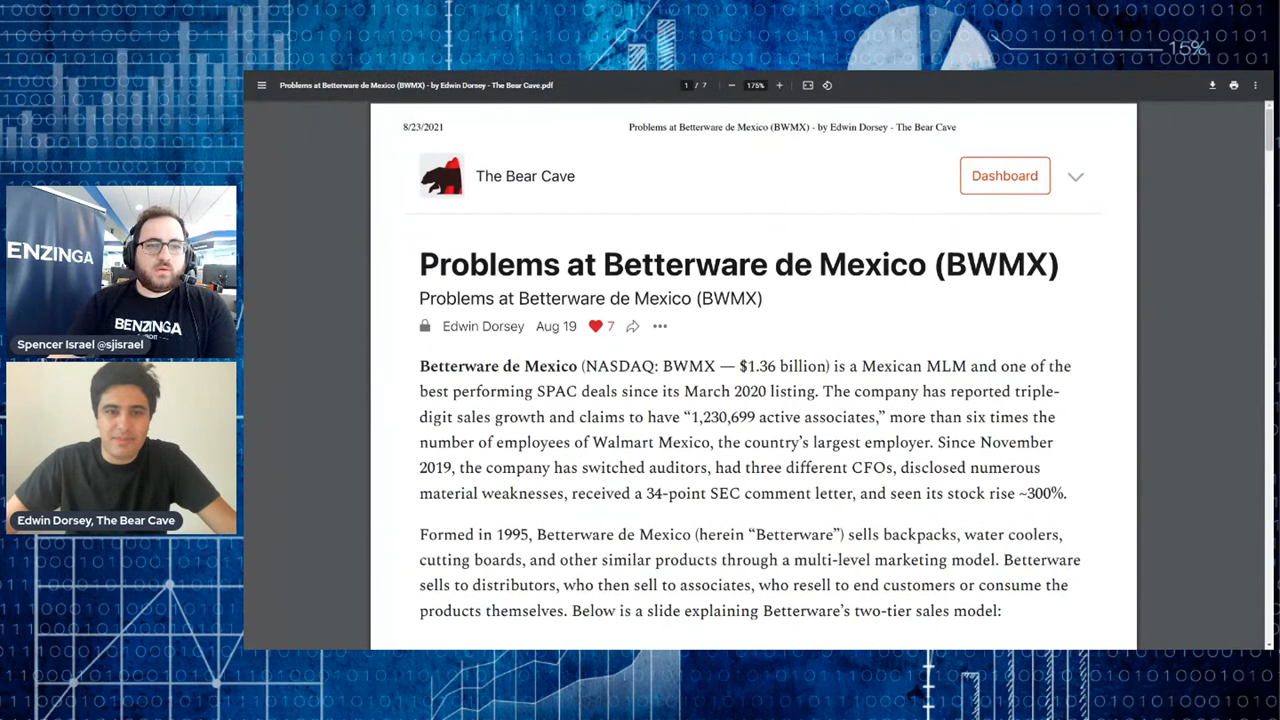 15%
Problems at Betterware de Mexico (BWMX) - by Edwin Dorsey - The Bear Cave.pdf
1 / 7
175%
8/23/2021
Problems at Betterware de Mexico (BWMX) - by Edwin Dorsey - The Bear Cave
The Bear Cave
Dashboard
Problems at Betterware de Mexico (BWMX)
Problems at Betterware de Mexico (BWMX)
Edwin Dorsey Aug 19 7
Betterware de Mexico (NASDAQ: BWMX — $1.36 billion) is a Mexican MLM and one of the
best performing SPAC deals since its March 2020 listing. The company has reported triple-
digit sales growth and claims to have “1,230,699 active associates,” more than six times the
number of employees of Walmart Mexico, the country’s largest employer. Since November
2019, the company has switched auditors, had three different CFOs, disclosed numerous
material weaknesses, received a 34-point SEC comment letter, and seen its stock rise ~300%.
Formed in 1995, Betterware de Mexico (herein “Betterware”) sells backpacks, water coolers,
cutting boards, and other similar products through a multi-level marketing model. Betterware
sells to distributors, who then sell to associates, who resell to end customers or consume the
products themselves. Below is a slide explaining Betterware’s two-tier sales model:
ENZINGA
BENZINGA
Spencer Israel @sjisrael
Edwin Dorsey, The Bear Cave